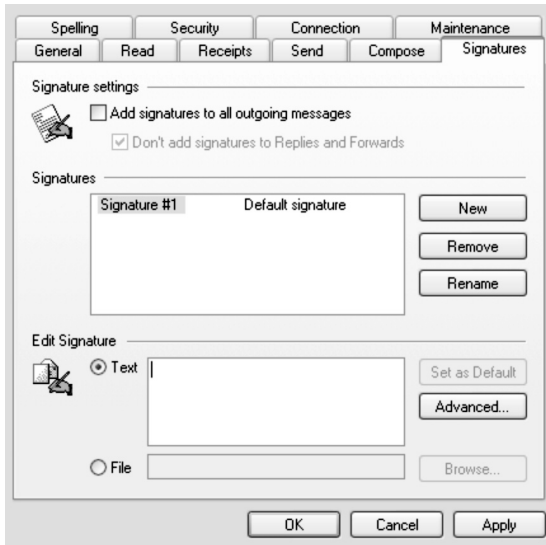 Spelling Security Connection Maintenance
General Read Receipts Send Compose Signatures
Signature settings
Add signatures to all outgoing messages
Don't add signatures to Replies and Forwards
Signatures
Signature #1 Default signature New
Remove
Rename
Edit Signature
Text Set as Default
Advanced...
File Browse...
OK Cancel Apply